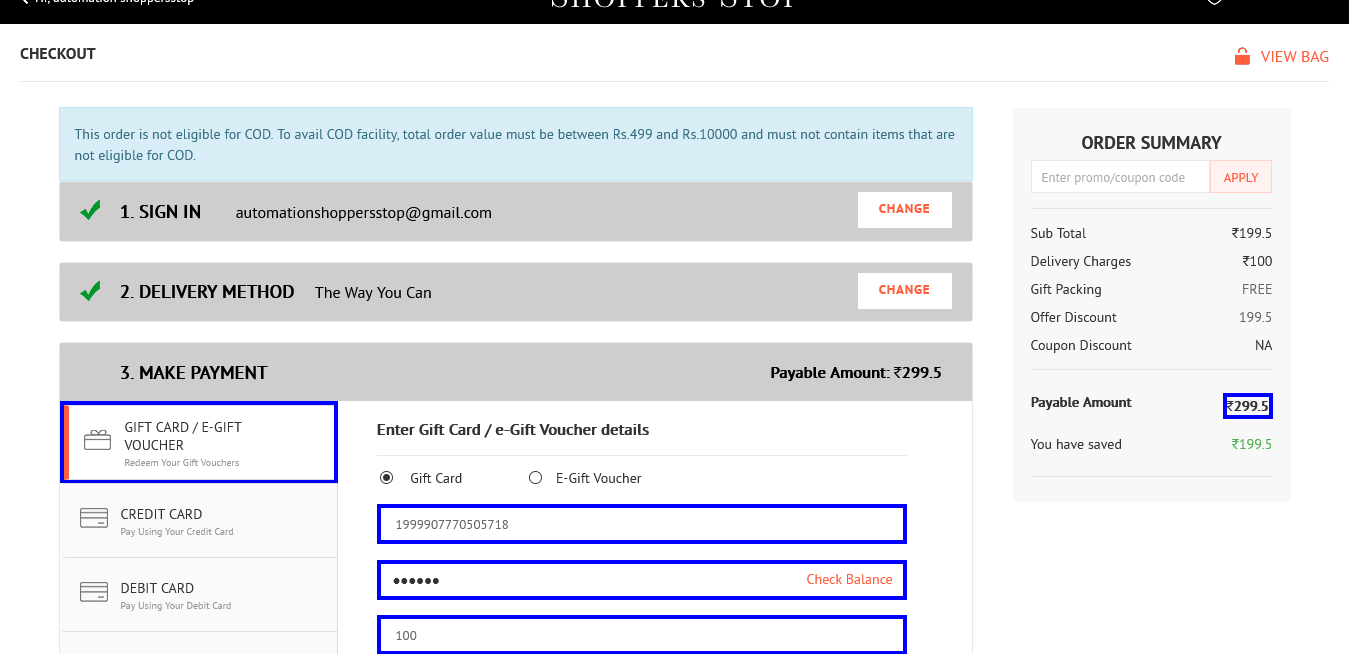 Hi, automation shoppersstop
SHOPPERS STOP
CHECKOUT
VIEW BAG
This order is not eligible for COD. To avail COD facility, total order value must be between Rs.499 and Rs.10000 and must not contain items that are
not eligible for COD.
1. SIGN IN automationshoppersstop@gmail.com CHANGE
2. DELIVERY METHOD The Way You Can CHANGE
3. MAKE PAYMENT Payable Amount: ₹299.5
GIFT CARD / E-GIFT
VOUCHER
Redeem Your Gift Vouchers
CREDIT CARD
Pay Using Your Credit Card
DEBIT CARD
Pay Using Your Debit Card
Enter Gift Card / e-Gift Voucher details
Gift Card E-Gift Voucher
1999907770505718
●●●●●● Check Balance
100
ORDER SUMMARY
Enter promo/coupon code APPLY
Sub Total ₹199.5
Delivery Charges ₹100
Gift Packing FREE
Offer Discount 199.5
Coupon Discount NA
Payable Amount ₹299.5
You have saved ₹199.5